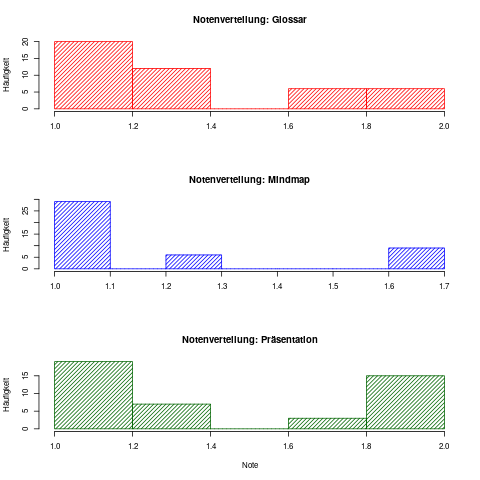 Notenverteilung: Glossar
Häufigkeit
20
15
10
5
0
1.0 1.2 1.4 1.6 1.8 2.0
Notenverteilung: Mindmap
Häufigkeit
25
15
5
0
1.0 1.1 1.2 1.3 1.4 1.5 1.6 1.7
Notenverteilung: Präsentation
Häufigkeit
15
10
5
0
1.0 1.2 1.4 1.6 1.8 2.0
Note